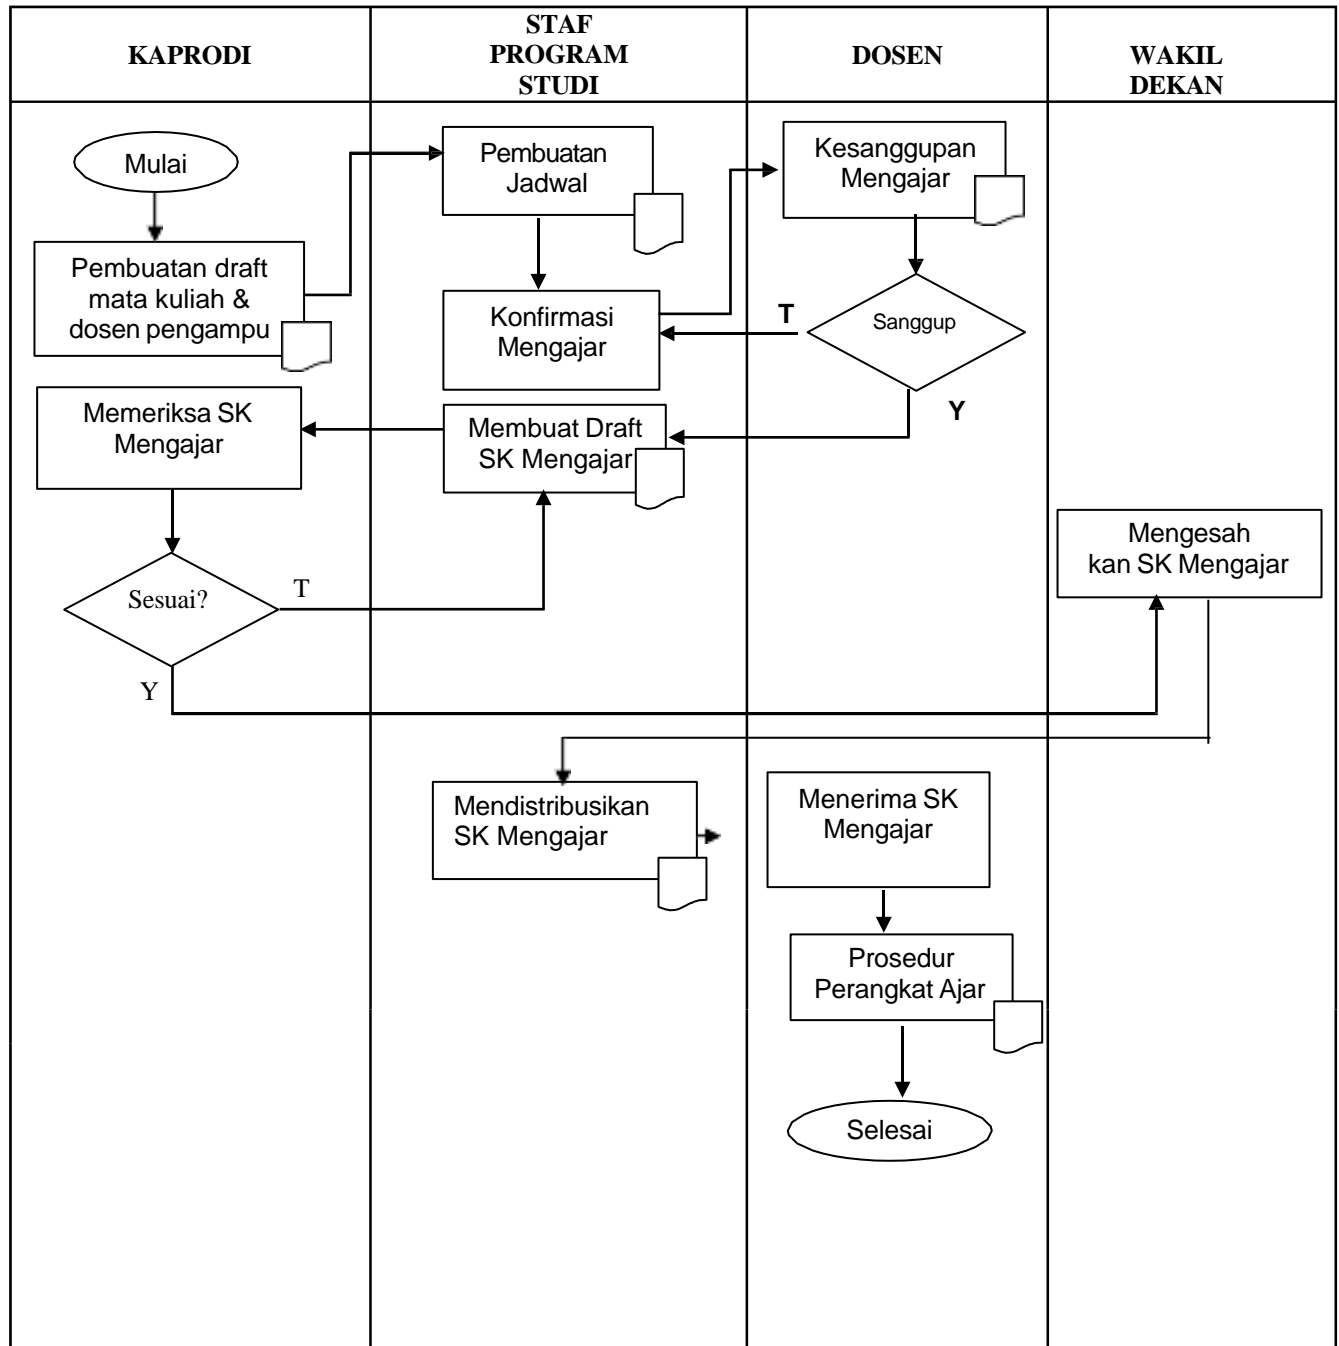 KAPRODI
STAF
PROGRAM
STUDI
DOSEN
WAKIL
DEKAN
Mulai
Pembuatan
Jadwal
Kesanggupan
Mengajar
Pembuatan draft
mata kuliah &
dosen pengampu
Konfirmasi
Mengajar
T
Sanggup
Y
Memeriksa SK
Mengajar
Membuat Draft
SK Mengajar
Mengesah
kan SK Mengajar
Sesuai?
T
Y
Mendistribusikan
SK Mengajar
Menerima SK
Mengajar
Prosedur
Perangkat Ajar
Selesai